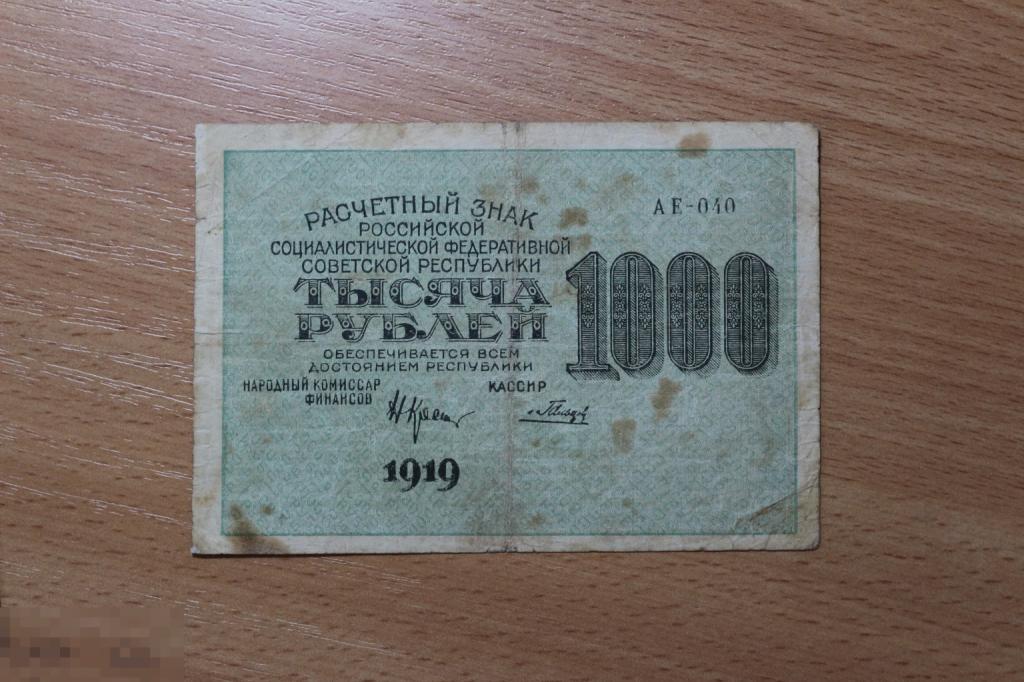 РАСЧЕТНЫЙ ЗНАК
РОССИЙСКОЙ
СОЦИАЛИСТИЧЕСКОЙ ФЕДЕРАТИВНОЙ
СОВЕТСКОЙ РЕСПУБЛИКИ
ТЫСЯЧА
РУБЛЕЙ
ОБЕСПЕЧИВАЕТСЯ ВСЕМ
ДОСТОЯНИЕМ РЕСПУБЛИКИ
НАРОДНЫЙ КОМИССАР
ФИНАНСОВ
КАССИР
1919
АЕ-040
1000